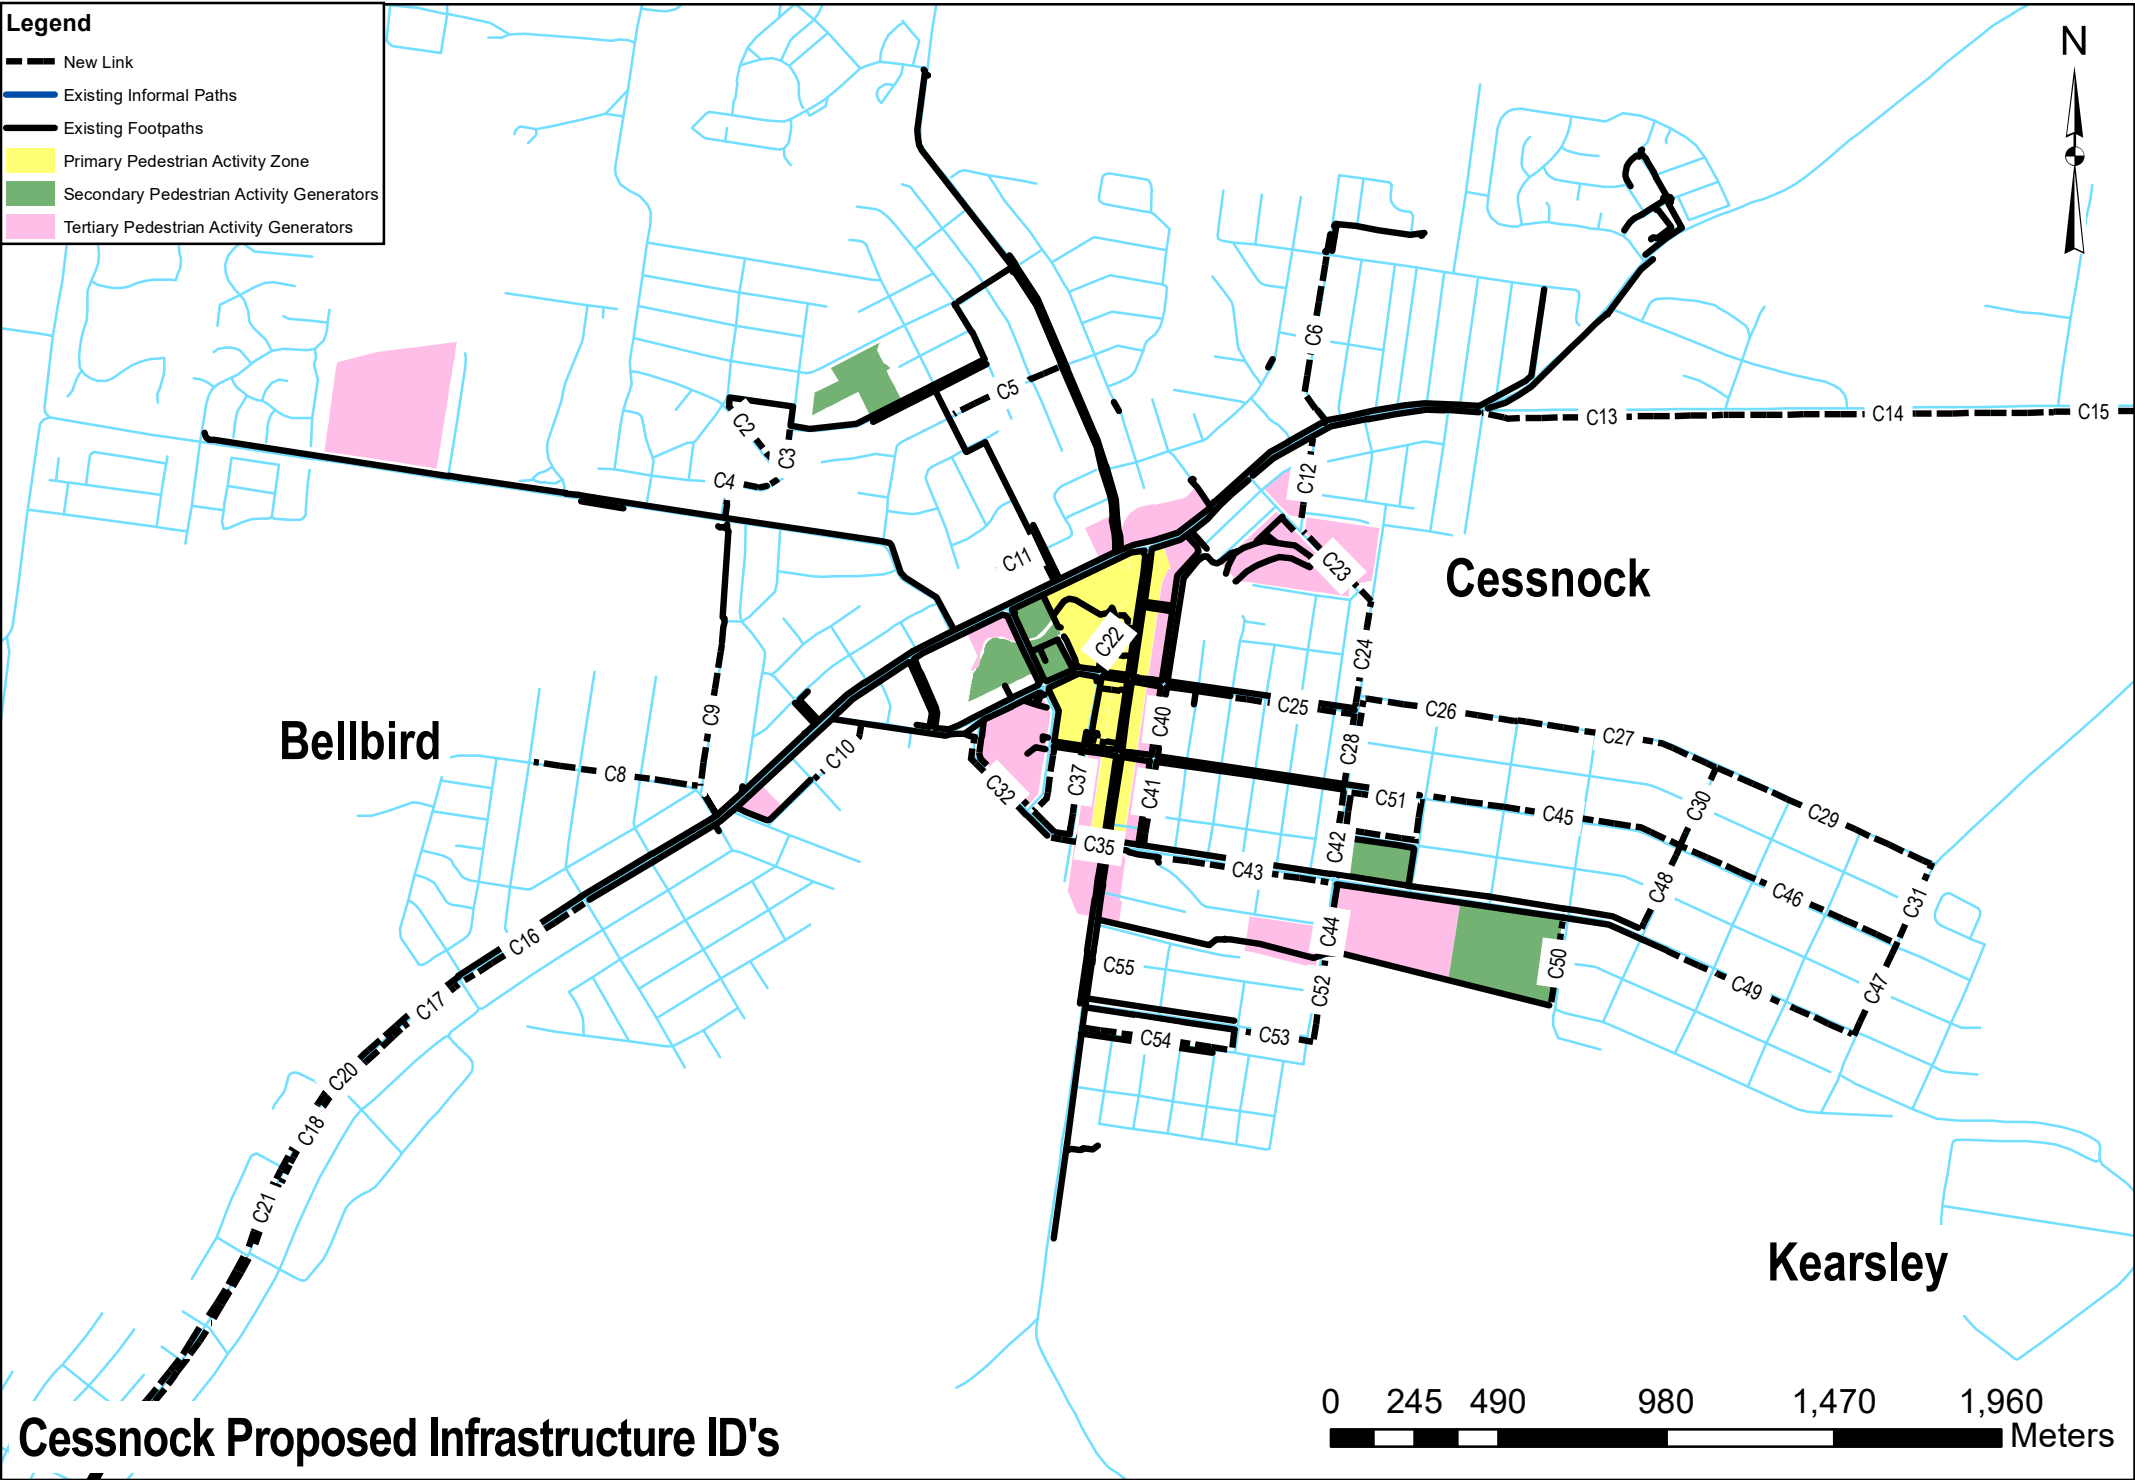 Legend
New Link
Existing Informal Paths
Existing Footpaths
Primary Pedestrian Activity Zone
Secondary Pedestrian Activity Generators
Tertiary Pedestrian Activity Generators
N
C6
C5
C13
C14
C15
C2
C3
C4
C12
C11
C23
Cessnock
C22
C24
Bellbird
C9
C10
C8
C40
C25
C26
C27
C28
C32
C37
C41
C51
C45
C30
C29
C35
C42
C43
C48
C46
C31
C16
C44
C55
C50
C52
C49
C47
C17
C54
C53
C20
C18
C21
Kearsley
0 245 490 980 1,470 1,960
Meters
Cessnock Proposed Infrastructure ID's